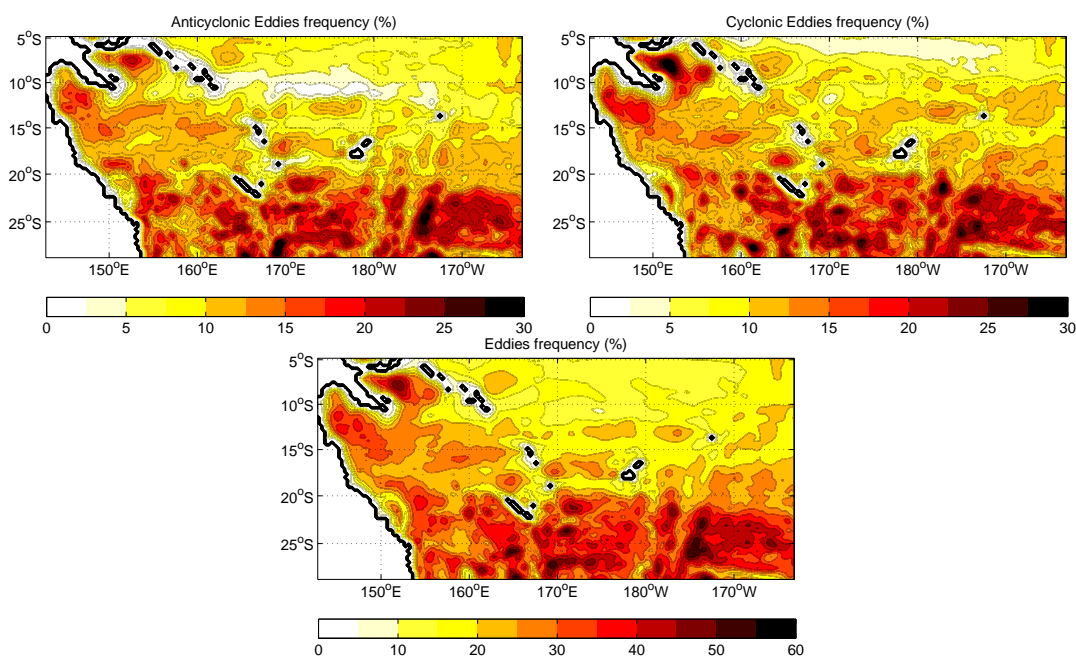 Anticyclonic Eddies frequency (%)
5°S
10°S
15°S
20°S
25°S
150°E 160°E 170°E 180°W 170°W
0 5 10 15 20 25 30
Cyclonic Eddies frequency (%)
5°S
10°S
15°S
20°S
25°S
150°E 160°E 170°E 180°W 170°W
0 5 10 15 20 25 30
Eddies frequency (%)
5°S
10°S
15°S
20°S
25°S
150°E 160°E 170°E 180°W 170°W
0 10 20 30 40 50 60